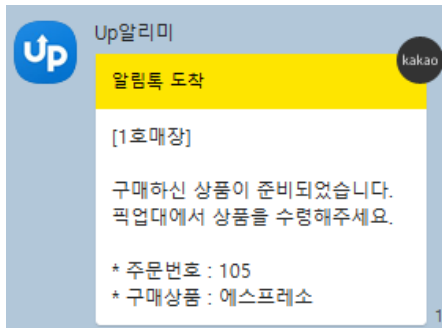 Up
Up알리미
kakao
알림톡 도착
[1호매장]
구매하신 상품이 준비되었습니다.
픽업대에서 상품을 수령해주세요.
* 주문번호 : 105
* 구매상품 : 에스프레소
1